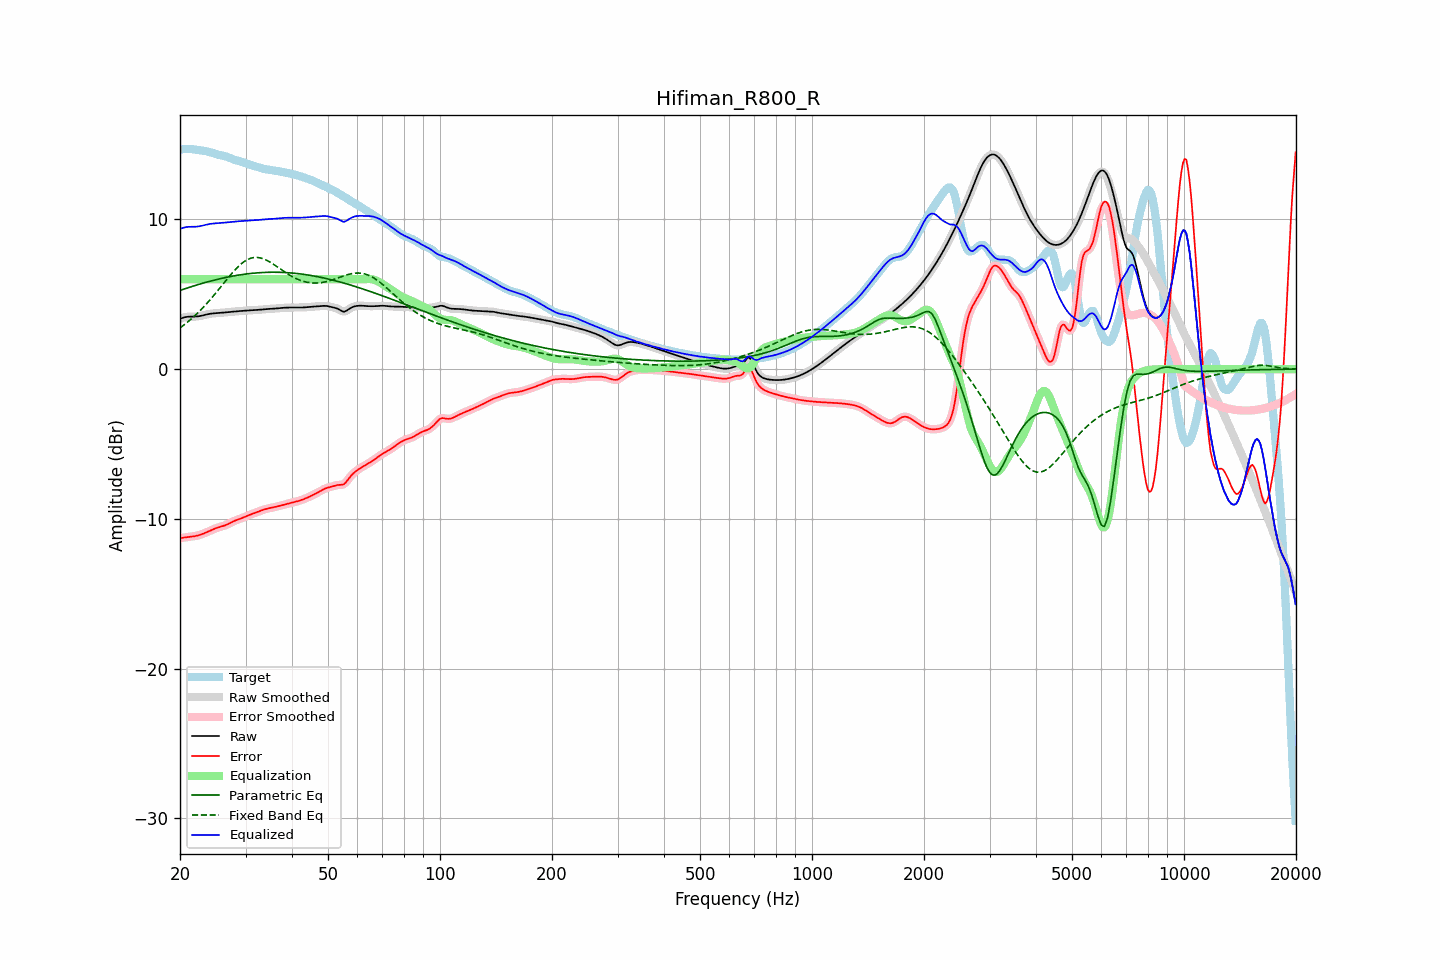 Hifiman_R800_R
Amplitude (dBr)
10
0
−10
−20
−30
Target
Raw Smoothed
Error Smoothed
Raw
Error
Equalization
Parametric Eq
Fixed Band Eq
Equalized
20 50 100 200 500 1000 2000 5000 10000 20000
Frequency (Hz)